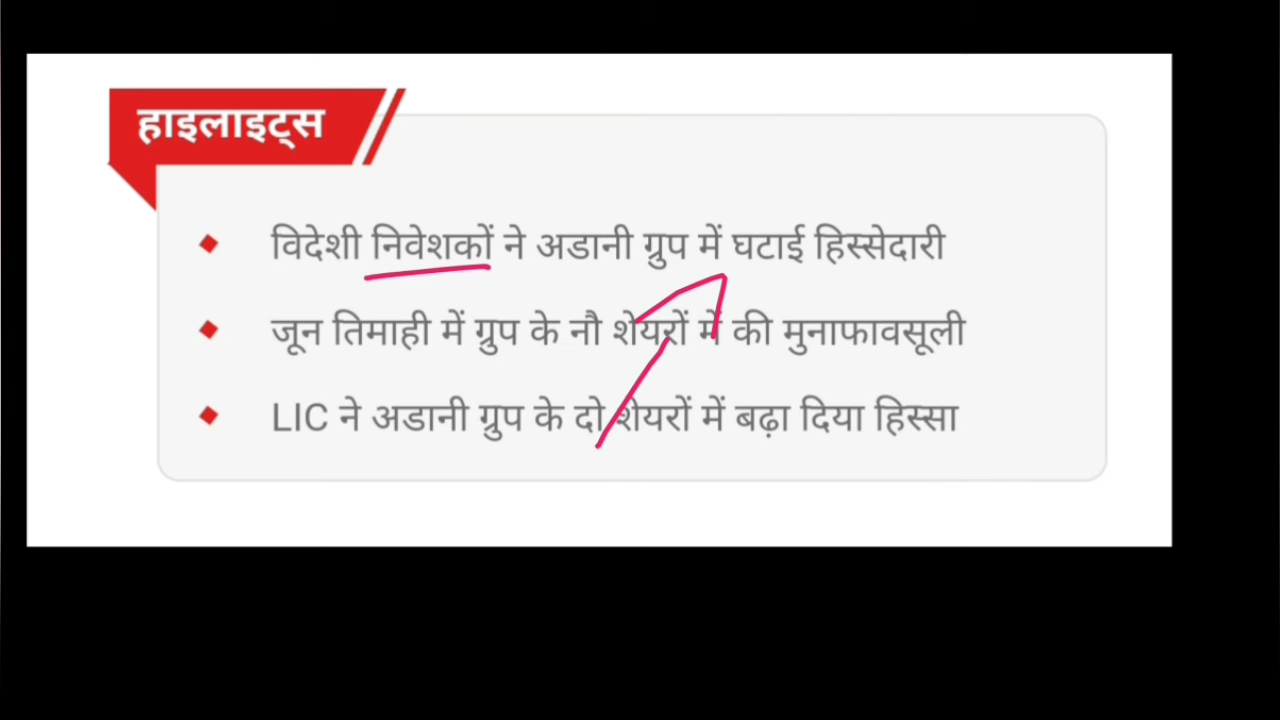 हाइलाइट्स
विदेशी निवेशकों ने अडानी ग्रुप में घटाई हिस्सेदारी
जून तिमाही में ग्रुप के नौ शेयरों में की मुनाफावसूली
LIC ने अडानी ग्रुप के दो शेयरों में बढ़ा दिया हिस्सा